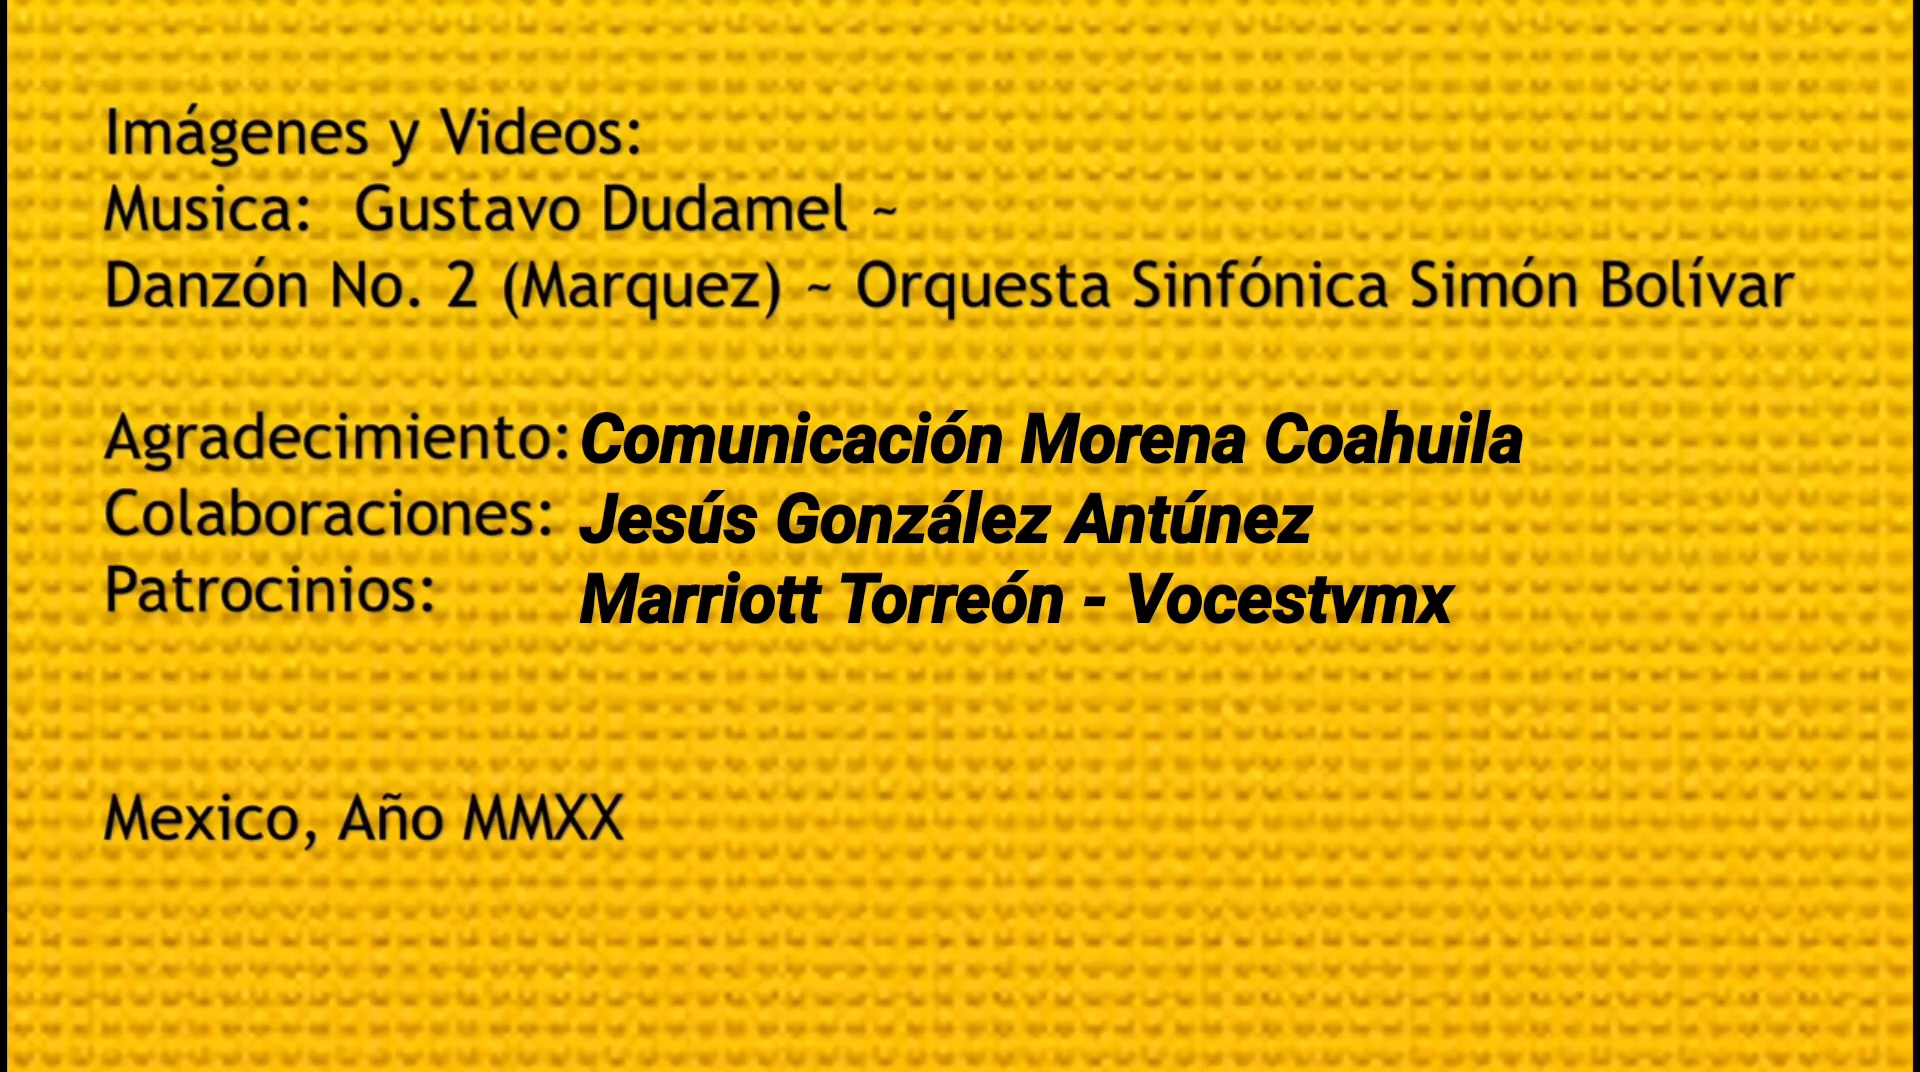 Imágenes y Videos:
Musica: Gustavo Dudamel ~
Danzón No. 2 (Marquez) ~ Orquesta Sinfónica Simón Bolívar
Agradecimiento: Comunicación Morena Coahuila
Colaboraciones: Jesús González Antúnez
Patrocinios: Marriott Torreón - Vocestvmx
Mexico, Año MMXX